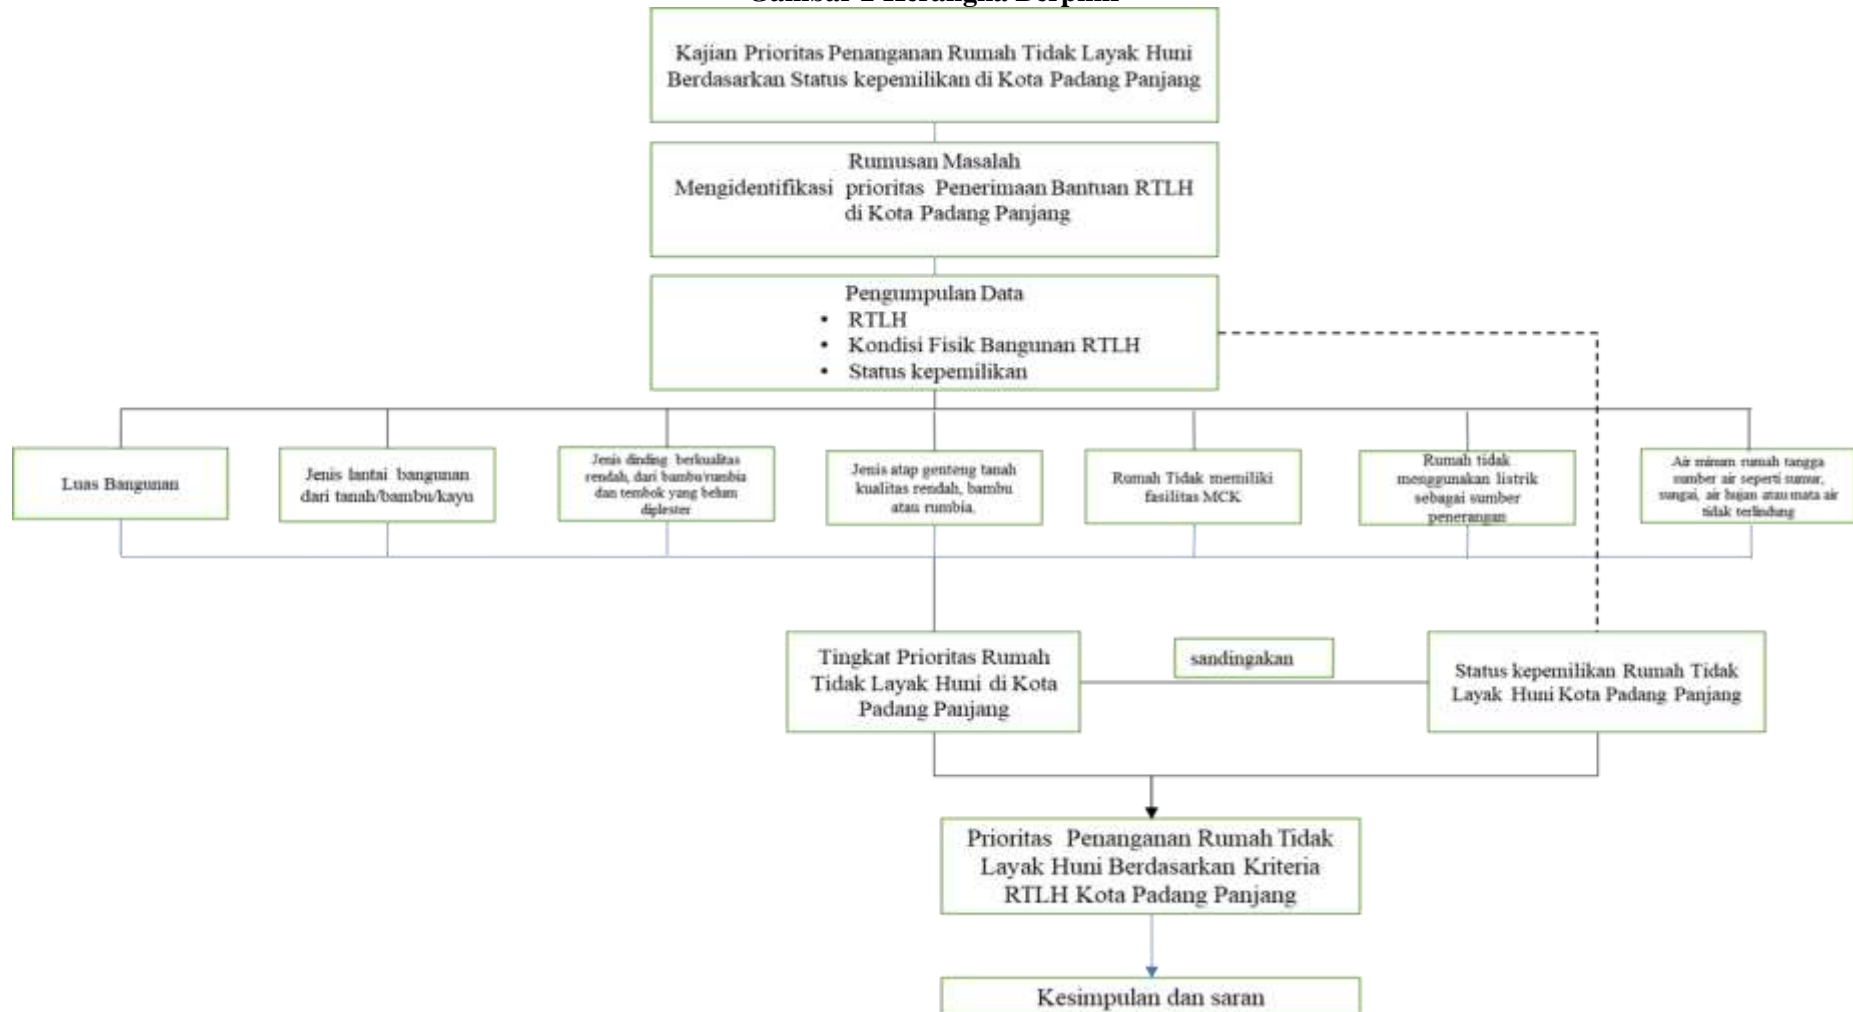 Gambar 1 Kerangka Berpikir
Kajian Prioritas Penanganan Rumah Tidak Layak Huni
Berdasarkan Status kepemilikan di Kota Padang Panjang
Rumusan Masalah
Mengidentifikasi prioritas Penerimaan Bantuan RTLH
di Kota Padang Panjang
Pengumpulan Data
• RTLH
• Kondisi Fisik Bangunan RTLH
• Status kepemilikan
Luas Bangunan
Jenis lantai bangunan
dari tanah/bambu/kayu
Jenis dinding berkualitas
rendah, dari bambu/rumbia
dan tembok yang belum
diplester
Jenis atap genteng tanah
kualitas rendah, bambu
atau rumbia.
Rumah Tidak memiliki
fasilitas MCK
Rumah tidak
menggunakan listrik
sebagai sumber
penerangan
Air minum rumah tangga
sumber air seperti sumur,
sungai, air hujan atau mata air
tidak terlindung
Tingkat Prioritas Rumah
Tidak Layak Huni di Kota
Padang Panjang
sandingakan
Status kepemilikan Rumah Tidak
Layak Huni Kota Padang Panjang
Prioritas Penanganan Rumah Tidak
Layak Huni Berdasarkan Kriteria
RTLH Kota Padang Panjang
Kesimpulan dan saran